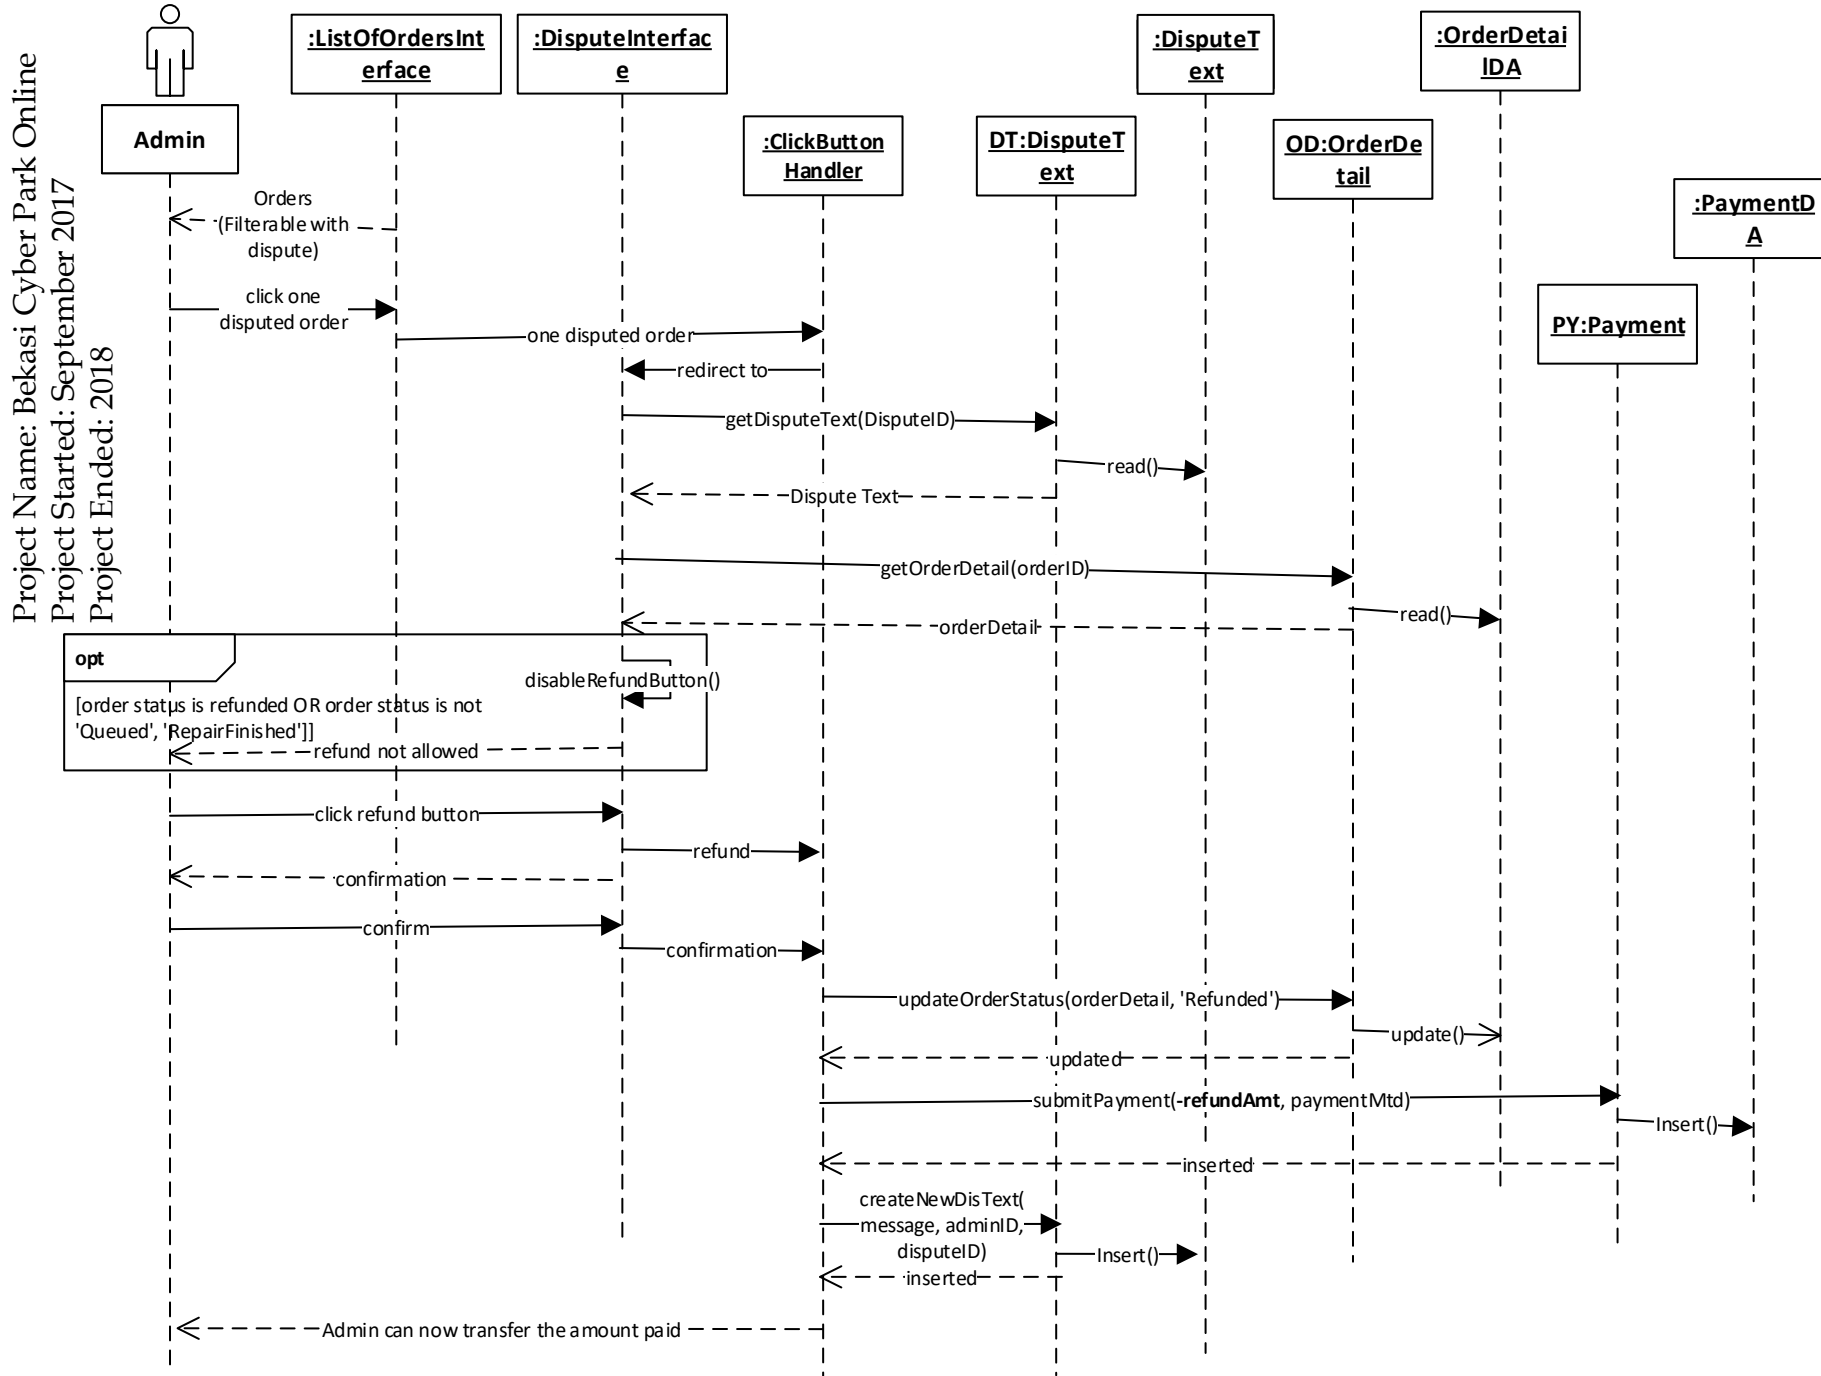 Project Name: Bekasi Cyber Park Online
Project Started: September 2017
Project Ended: 2018
Admin
:ListOfOrdersInt
erface
:DisputeInterfac
e
:ClickButton
Handler
DT:DisputeT
ext
:DisputeT
ext
OD:OrderDe
tail
:OrderDetai
lDA
PY:Payment
:PaymentD
A
Orders
(Filterable with
dispute)
click one
disputed order
one disputed order
redirect to
getDisputeText(DisputeID)
read()
Dispute Text
getOrderDetail(orderID)
read()
orderDetail
opt
disableRefundButton()
[order status is refunded OR order status is not
'Queued', 'RepairFinished']]
refund not allowed
click refund button
refund
confirmation
confirm
confirmation
updateOrderStatus(orderDetail, 'Refunded')
update()
updated
submitPayment(-refundAmt, paymentMtd)
Insert()
inserted
createNewDisText(
message, adminID,
disputeID)
Insert()
inserted
Admin can now transfer the amount paid